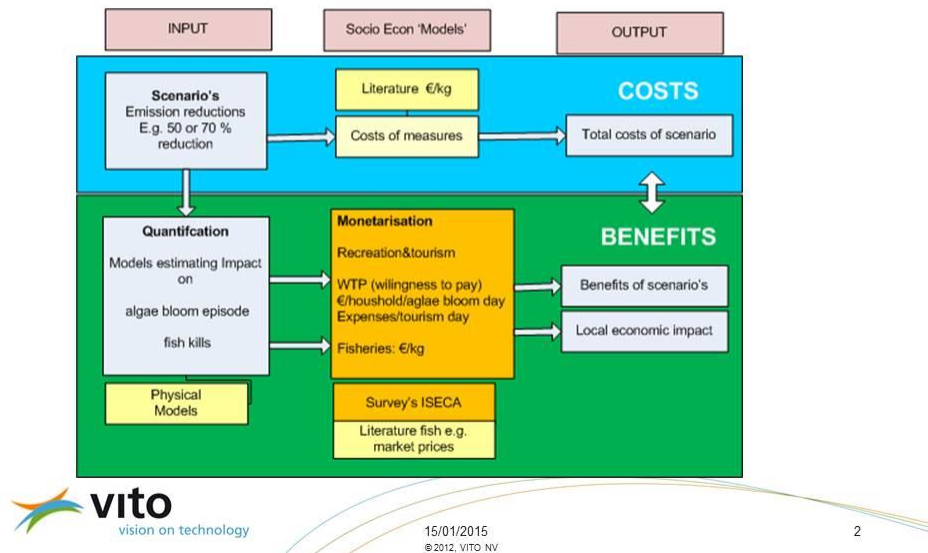 INPUT
Socio Econ 'Models'
OUTPUT
Scenario's
Emission reductions
E.g. 50 or 70 %
reduction
Literature €/kg
Costs of measures
COSTS
Total costs of scenario
Quantifcation
Models estimating Impact
on
algae bloom episode
fish kills
Physical
Models
Monetarisation
Recreation&tourism
WTP (wilingness to pay)
€/houshold/aglae bloom day
Expenses/tourism day
Fisheries: €/kg
Survey's ISECA
Literature fish e.g.
market prices
BENEFITS
Benefits of scenario's
Local economic impact
vito
vision on technology
15/01/2015
© 2012, VITO NV
2